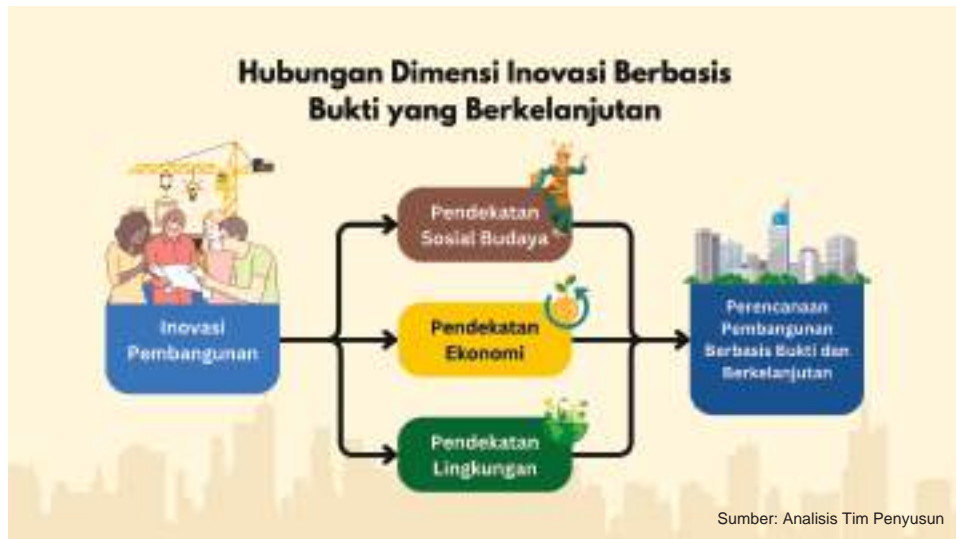 Hubungan Dimensi Inovasi Berbasis
Bukti yang Berkelanjutan
Inovasi
Pembangunan
Pendekatan
Sosial Budaya
Pendekatan
Ekonomi
Pendekatan
Lingkungan
Perencanaan
Pembangunan
Berbasis Bukti dan
Berkelanjutan
Sumber: Analisis Tim Penyusun